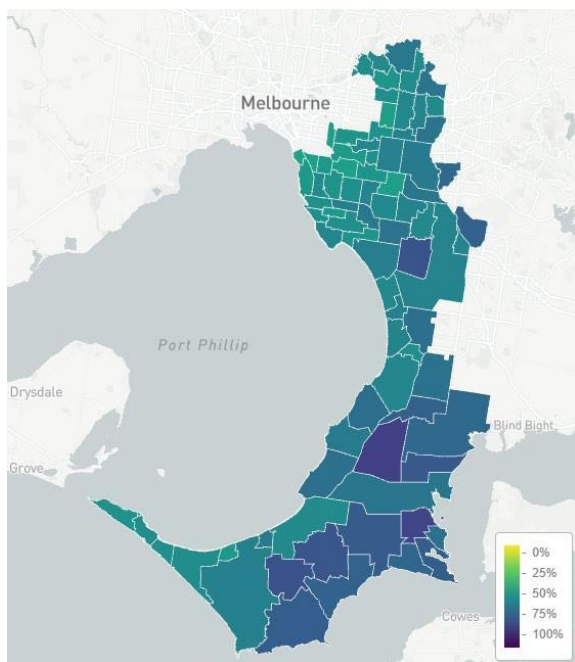 Melbourne
Port Phillip
Drysdale
Blind Bight
Grove
- 0%
- 25%
- 50%
- 75%
- 100%
Cowes